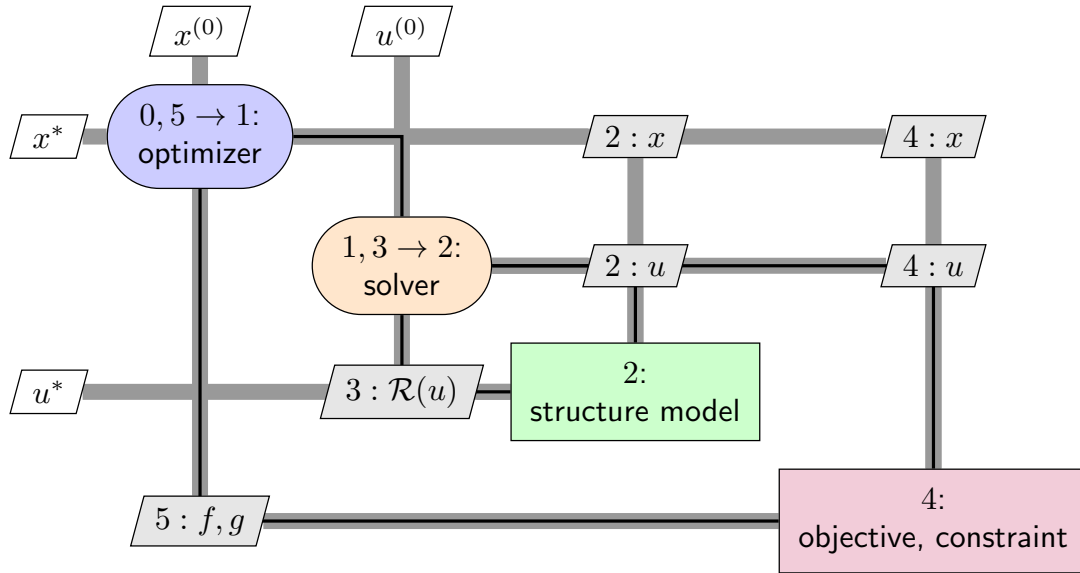 x^{(0)}
u^{(0)}
x^*
0, 5 → 1:
optimizer
2 : x
4 : x
1, 3 → 2:
solver
2 : u
4 : u
u^*
3 : \mathcal{R}(u)
2:
structure model
5 : f, g
4:
objective, constraint